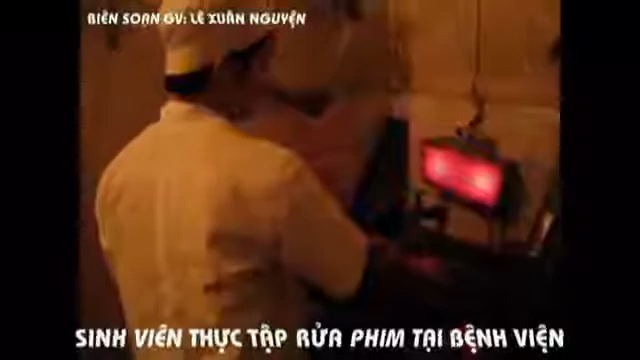 BIÊN SOẠN GV: LÊ XUÂN NGUYỆN
SINH VIÊN THỰC TẬP RỬA PHIM TẠI BỆNH VIỆN